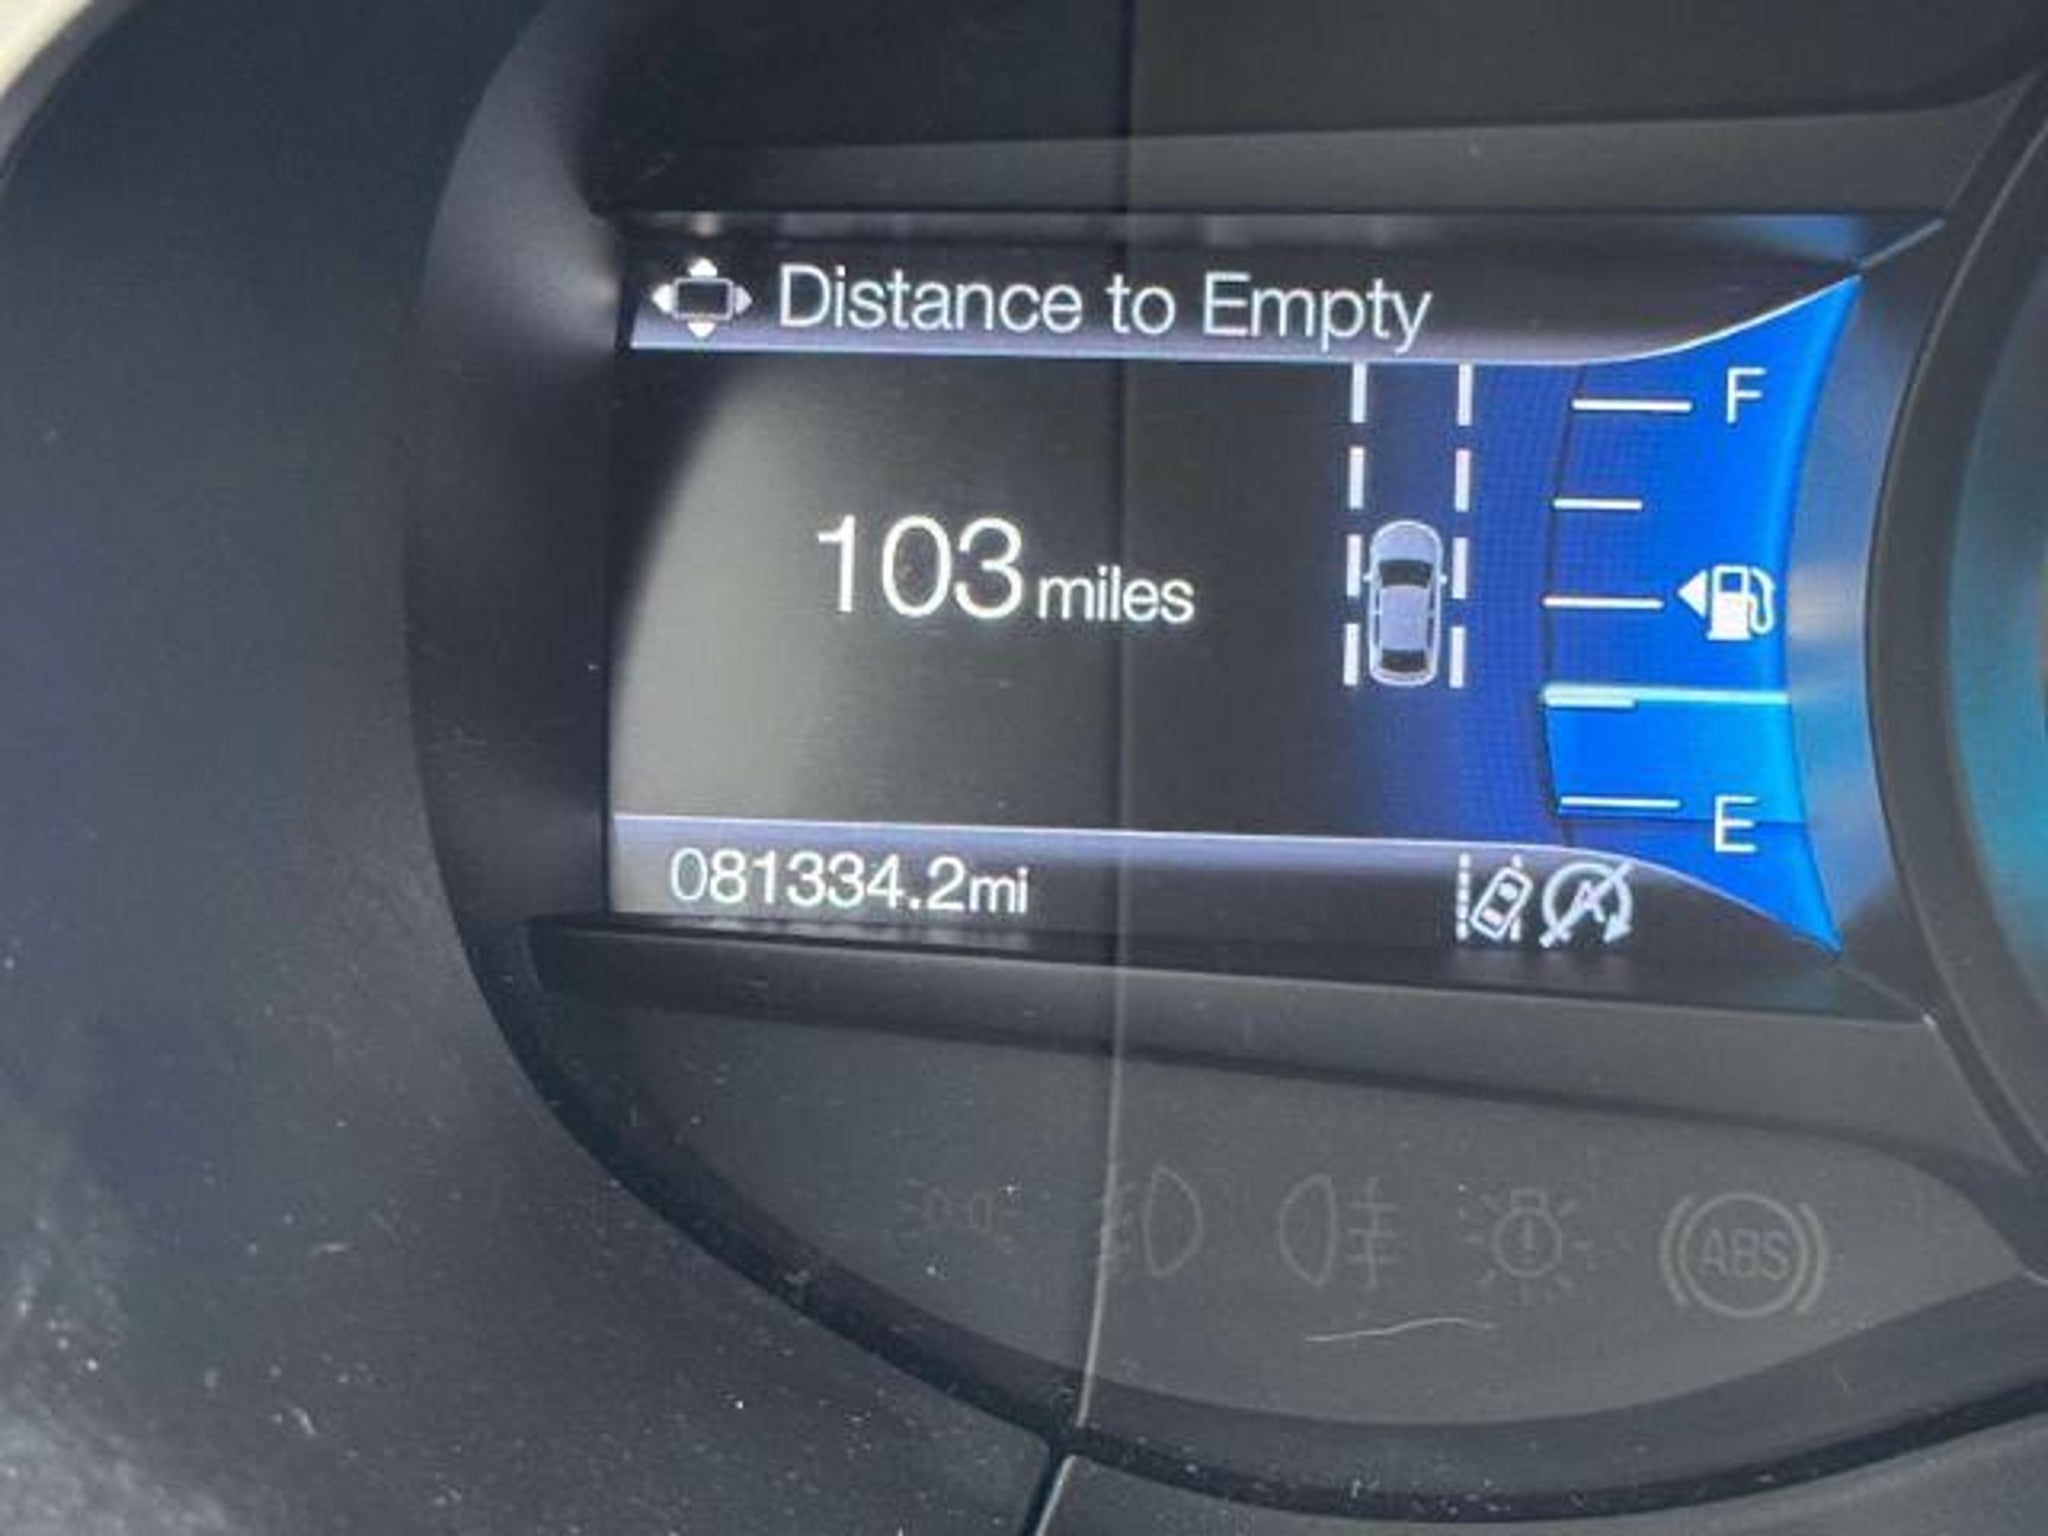 Distance to Empty
F
103 miles
E
081334.2mi
A
ABS